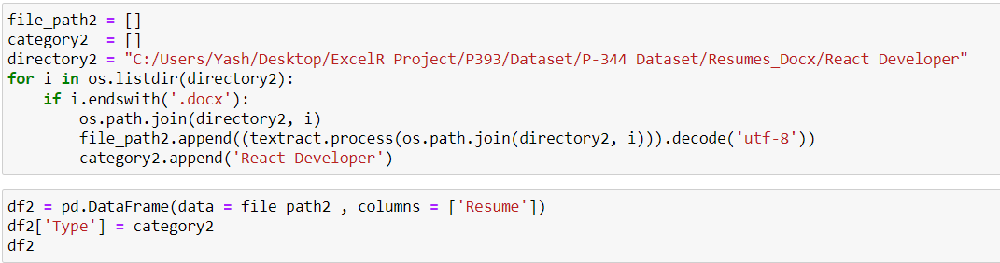 file_path2 = []
category2  = []
directory2 = "C:/Users/Yash/Desktop/ExcelR Project/P393/Dataset/P-344 Dataset/Resumes_Docx/React Developer"
for i in os.listdir(directory2):
    if i.endswith('.docx'):
        os.path.join(directory2, i)
        file_path2.append((textract.process(os.path.join(directory2, i))).decode('utf-8'))
        category2.append('React Developer')
df2 = pd.DataFrame(data = file_path2 , columns = ['Resume'])
df2['Type'] = category2
df2